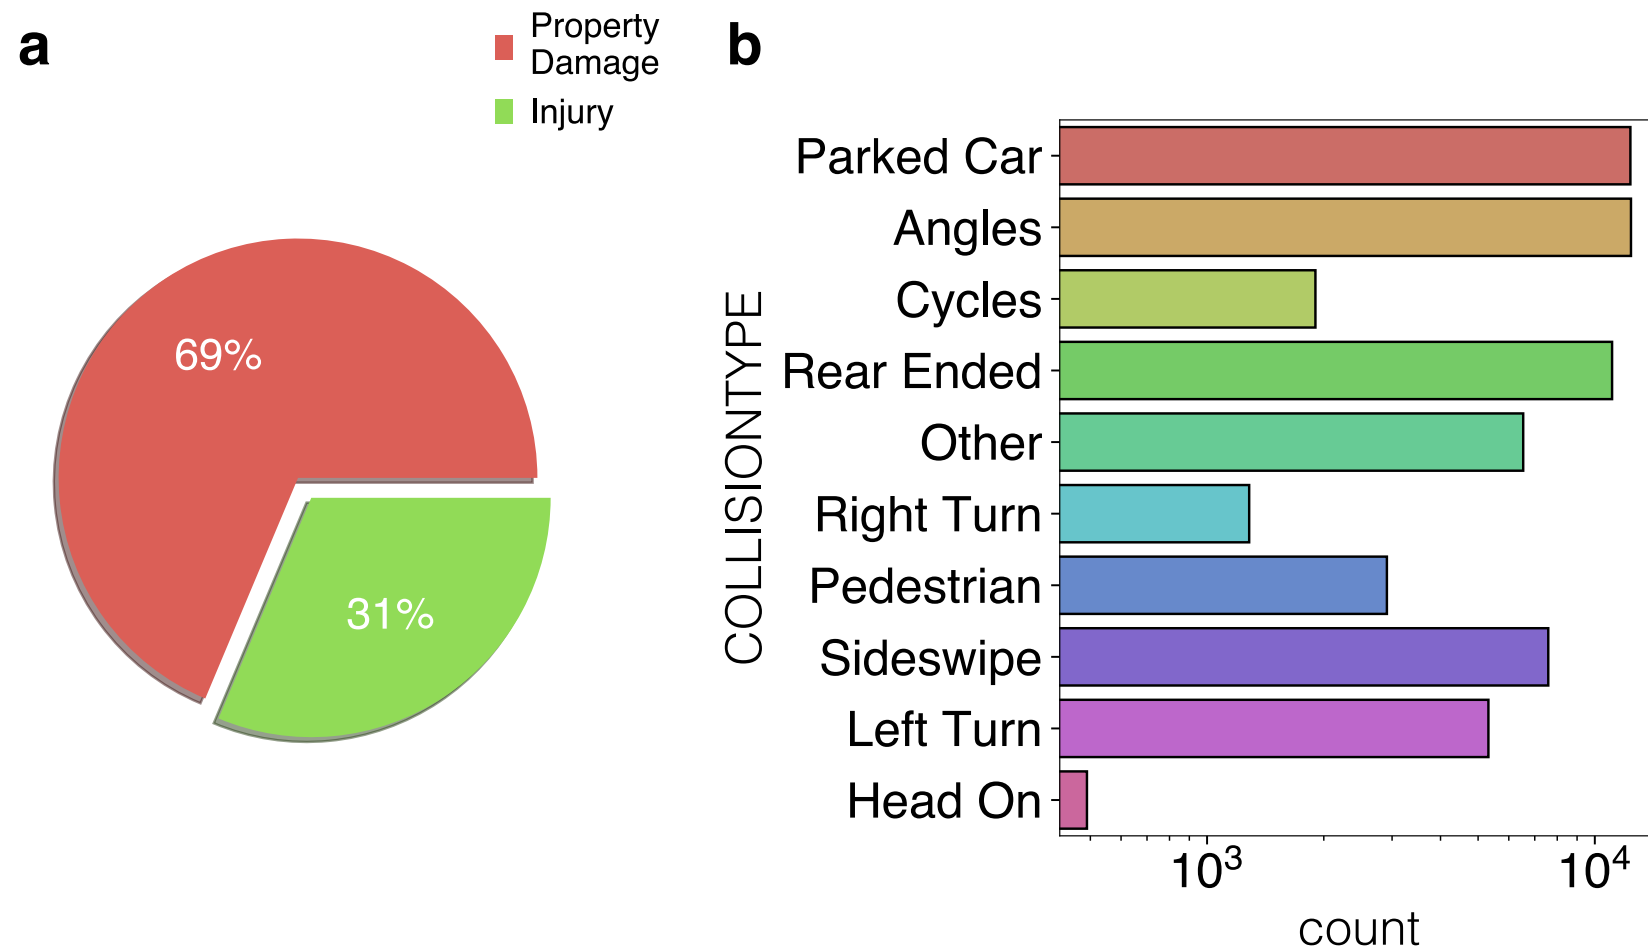 a
Property
Damage
Injury
69%
31%
b
COLLISIONTYPE
Parked Car
Angles
Cycles
Rear Ended
Other
Right Turn
Pedestrian
Sideswipe
Left Turn
Head On
10³
10⁴
count